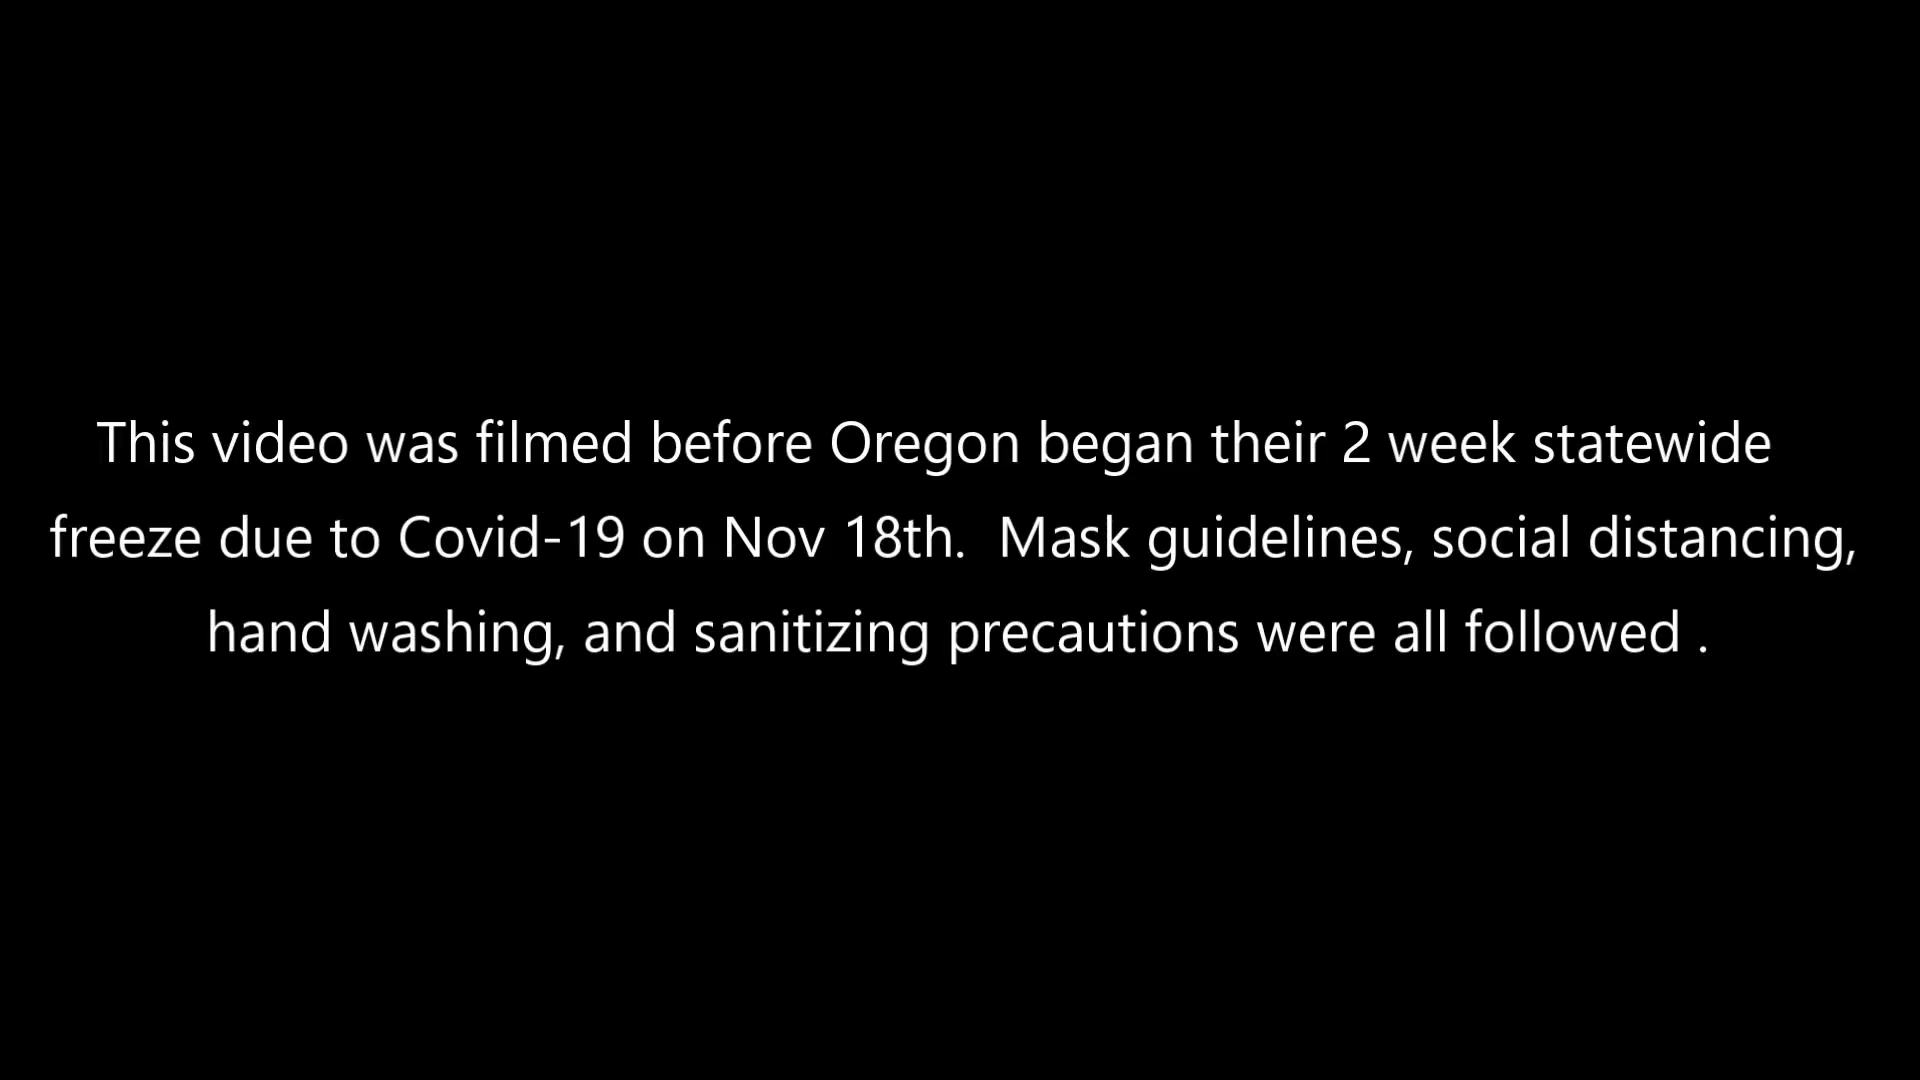 This video was filmed before Oregon began their 2 week statewide
freeze due to Covid-19 on Nov 18th.  Mask guidelines, social distancing,
hand washing, and sanitizing precautions were all followed .